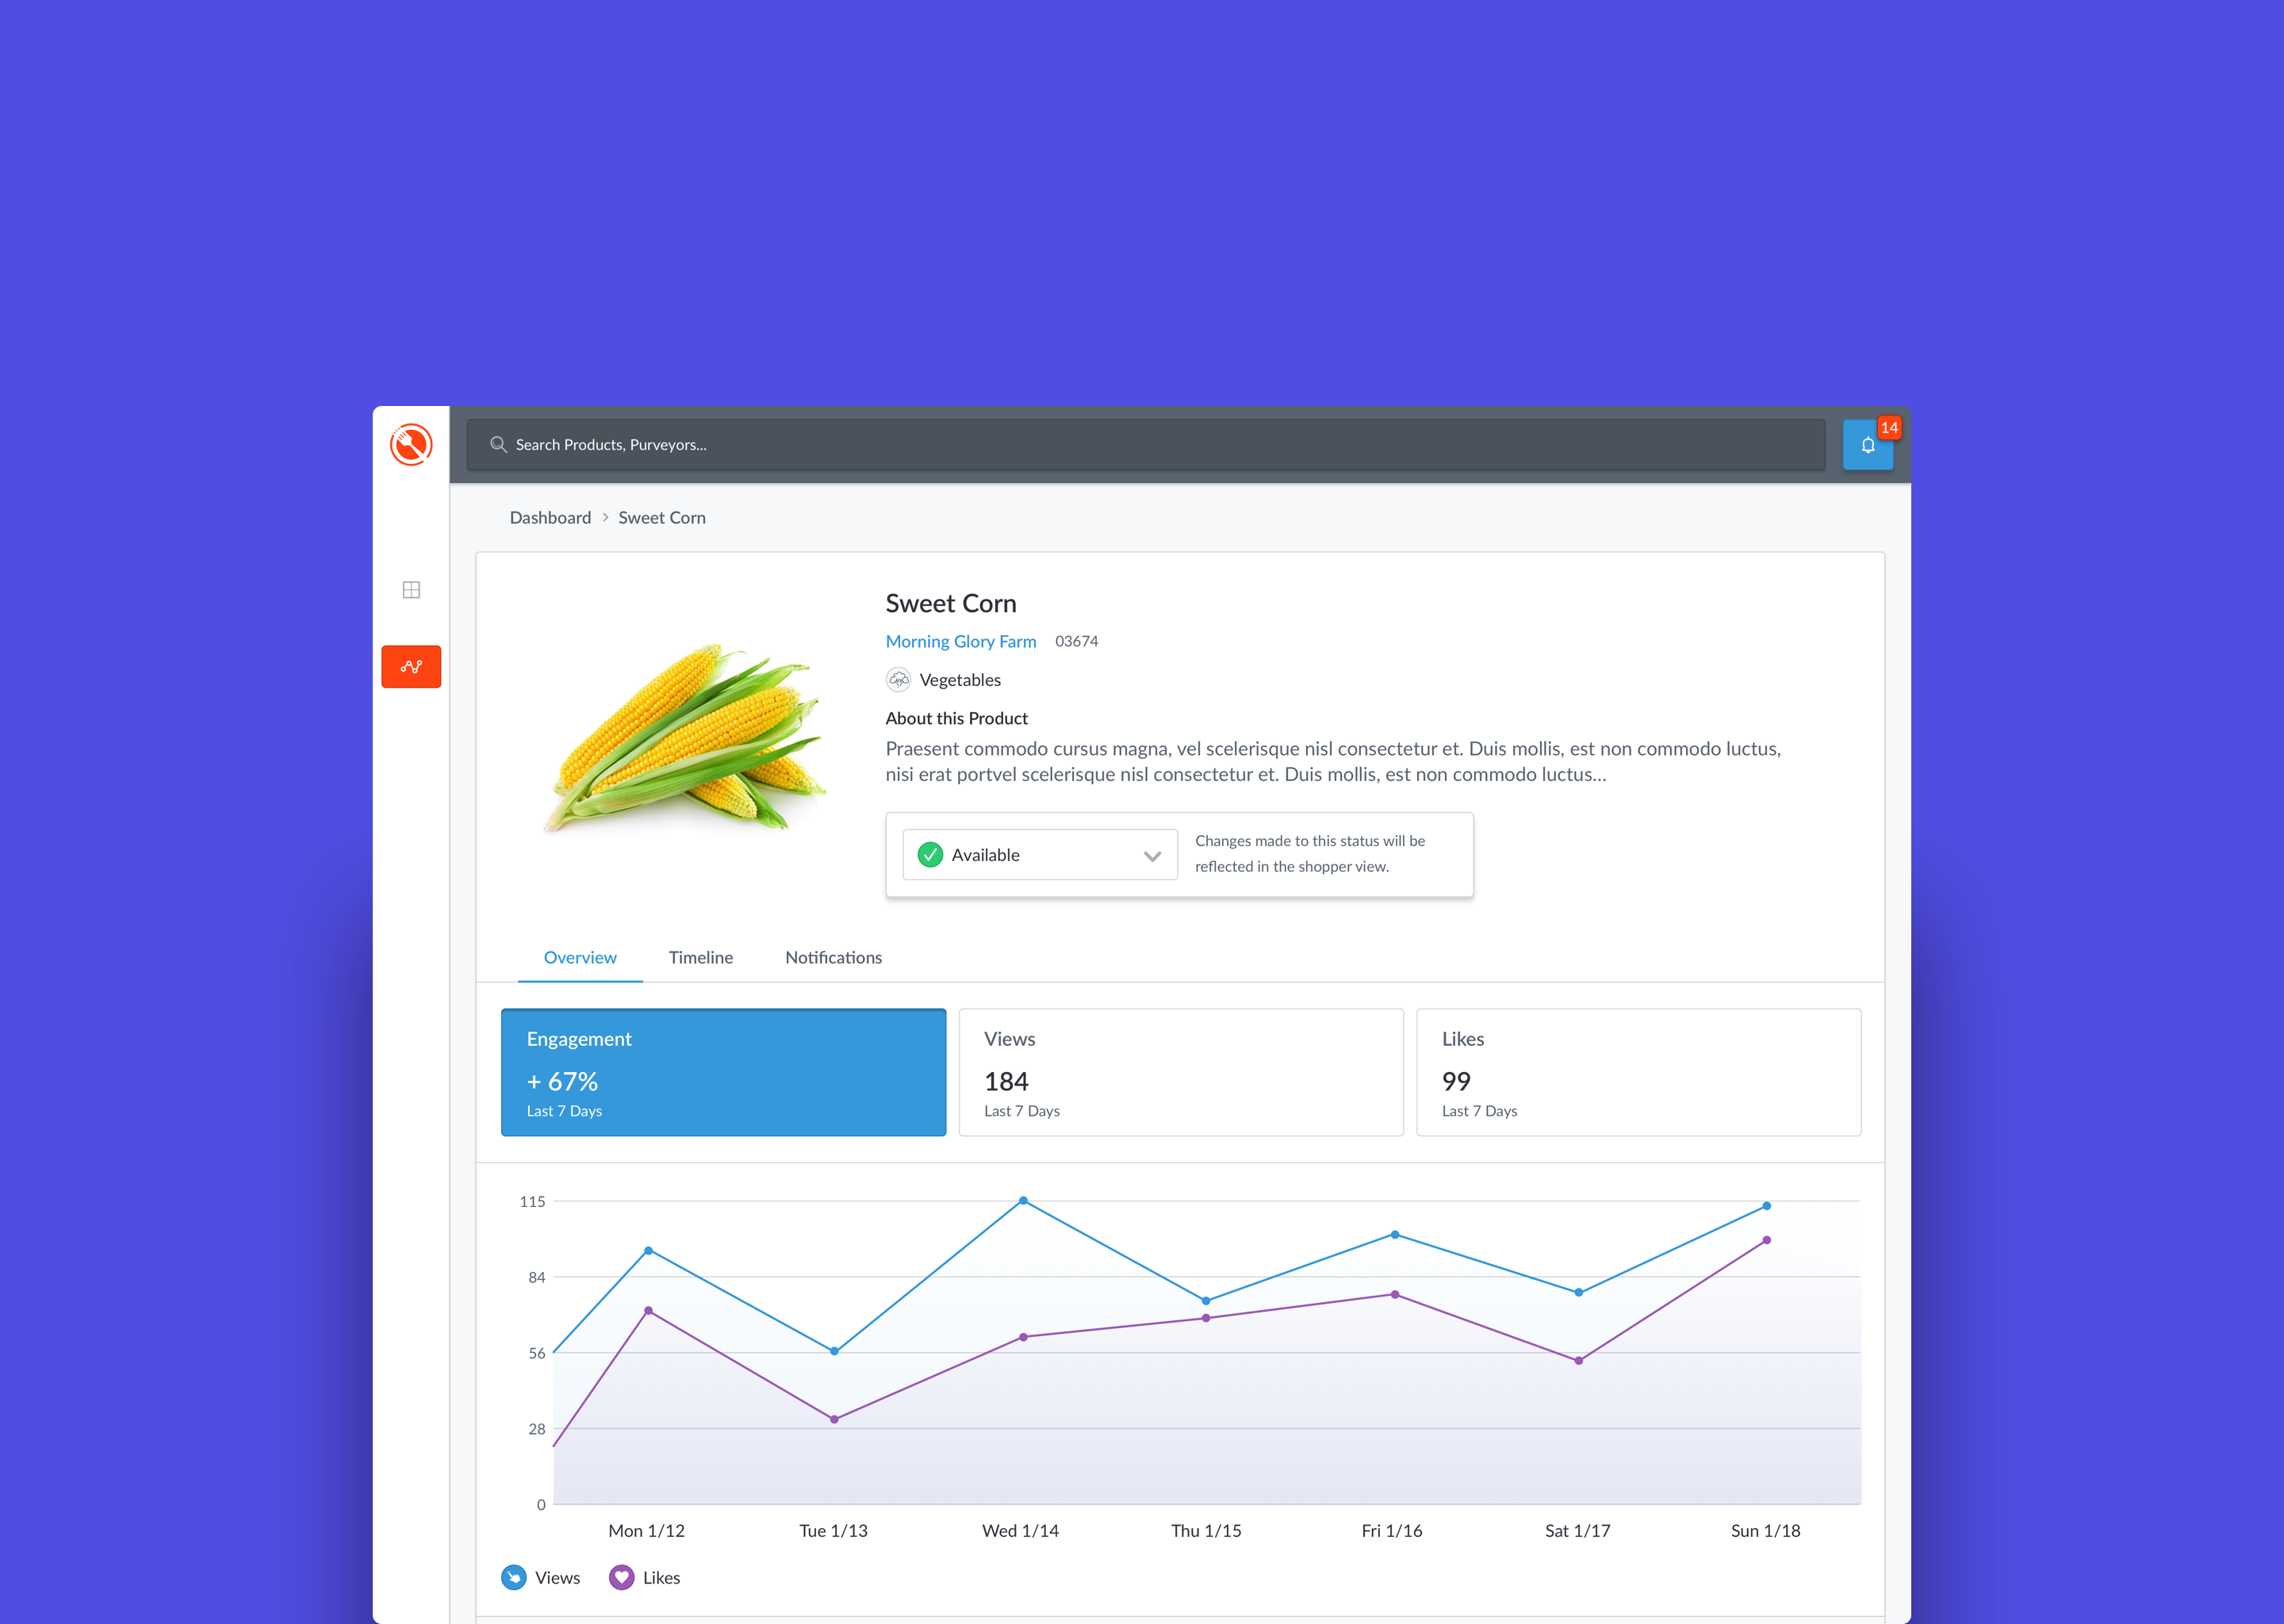 Search Products, Purveyors...
14
Dashboard > Sweet Corn
Sweet Corn
Morning Glory Farm 03674
Vegetables
About this Product
Praesent commodo cursus magna, vel scelerisque nisl consectetur et. Duis mollis, est non commodo luctus,
nisi erat portvel scelerisque nisl consectetur et. Duis mollis, est non commodo luctus...
Available
Changes made to this status will be
reflected in the shopper view.
Overview Timeline Notifications
Engagement
+ 67%
Last 7 Days
Views
184
Last 7 Days
Likes
99
Last 7 Days
115
84
56
28
0
Mon 1/12 Tue 1/13 Wed 1/14 Thu 1/15 Fri 1/16 Sat 1/17 Sun 1/18
Views Likes